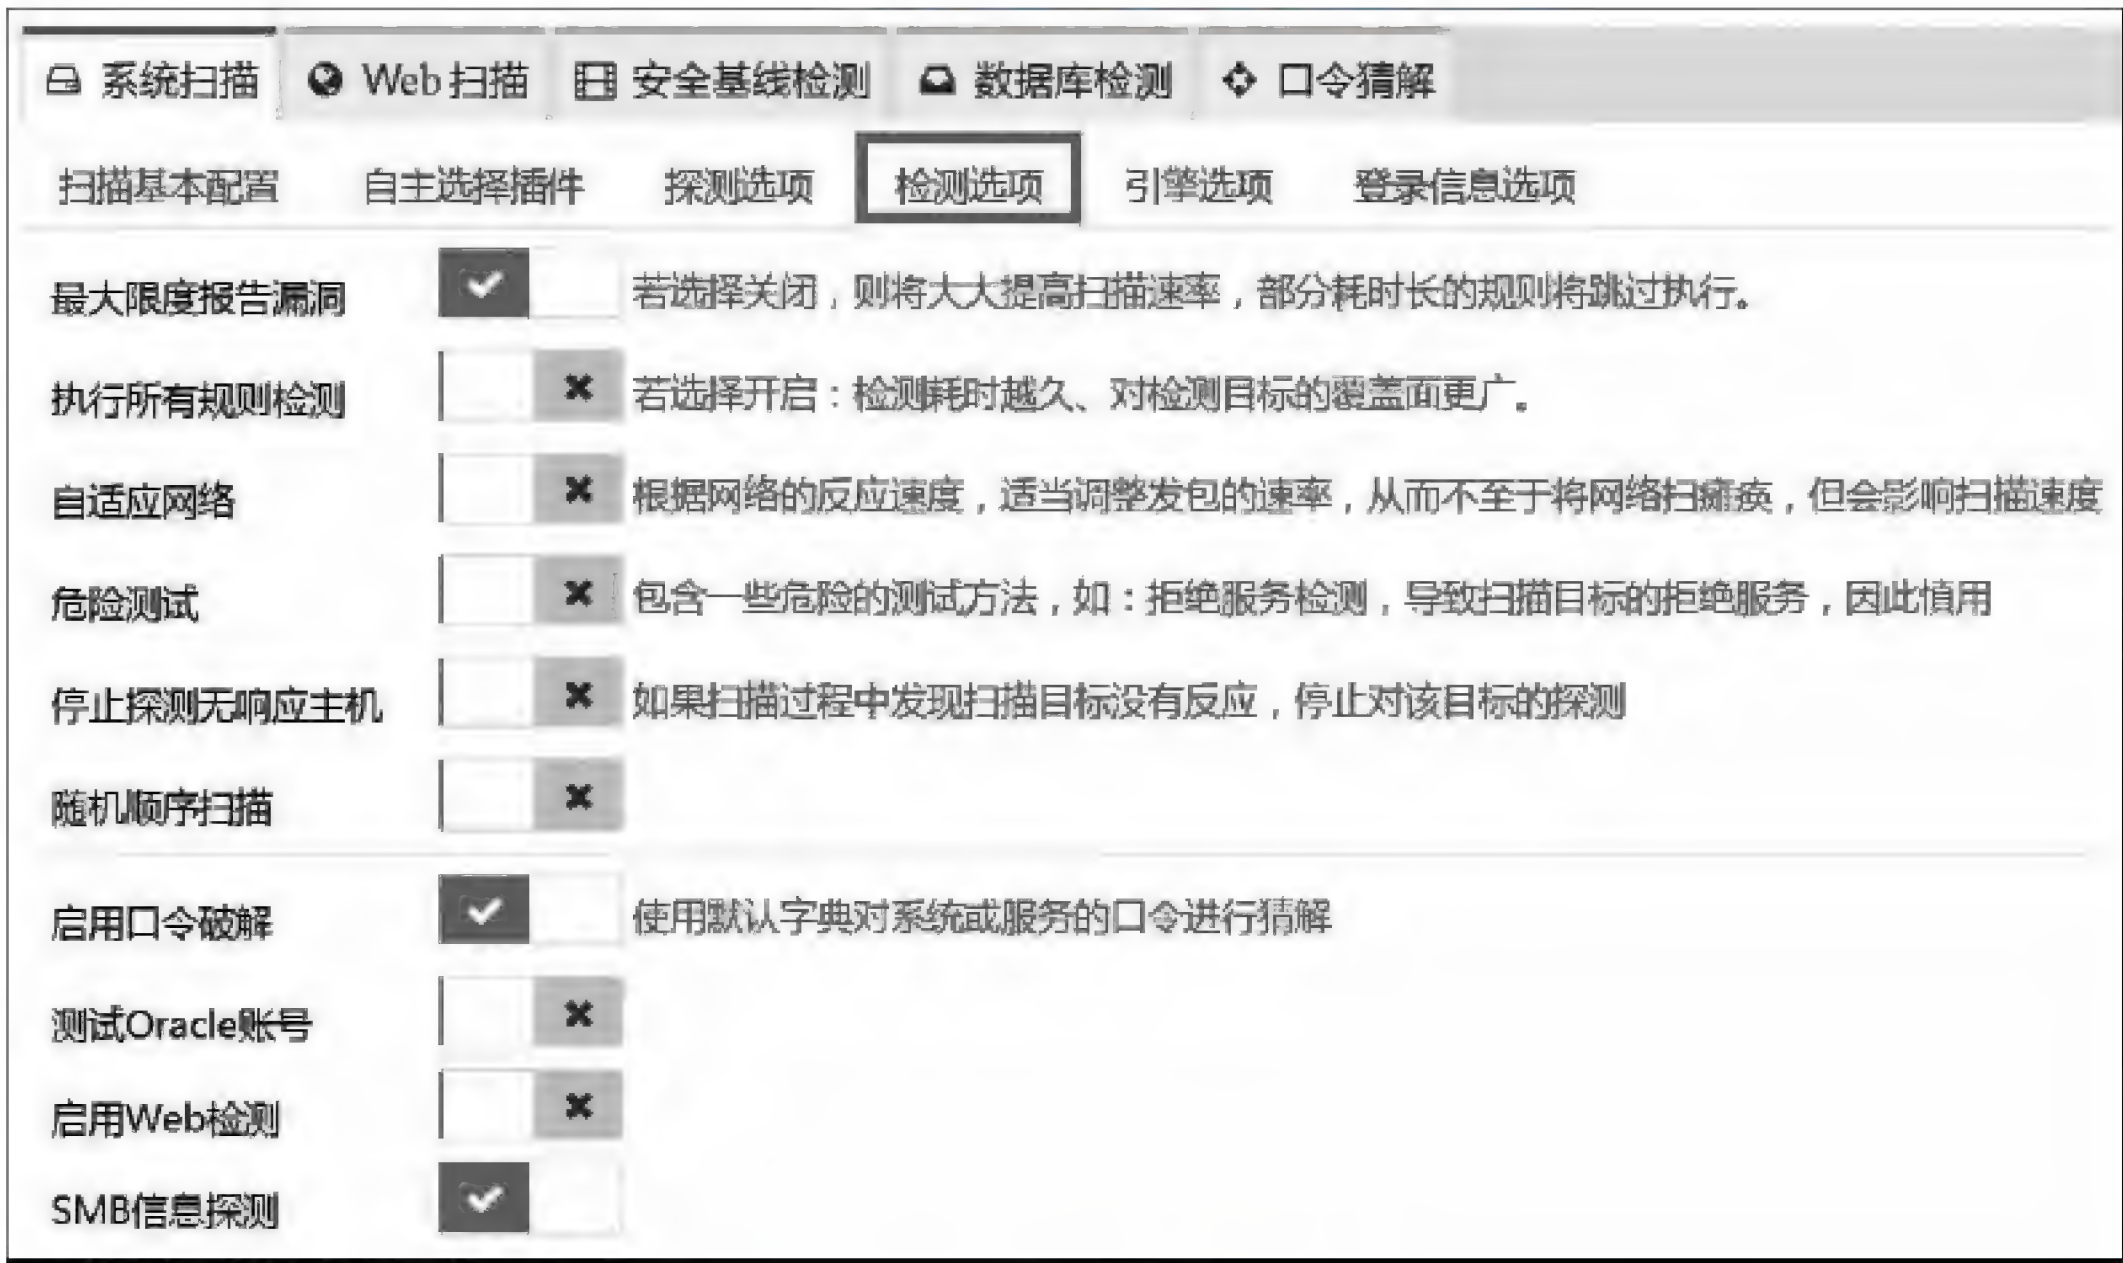 系统扫描 Web 扫描 安全基线检测 数据库检测 口令猜解
扫描基本配置 自主选择插件 探测选项 检测选项 引擎选项 登录信息选项
最大限度报告漏洞 若选择关闭，则将大大提高扫描速率，部分耗时长的规则将跳过执行。
执行所有规则检测 若选择开启：检测耗时越久、对检测目标的覆盖面更广。
自适应网络 根据网络的反应速度，适当调整发包的速率，从而不至于将网络扫瘫痪，但会影响扫描速度
危险测试 包含一些危险的测试方法，如：拒绝服务检测，导致扫描目标的拒绝服务，因此慎用
停止探测无响应主机 如果扫描过程中发现扫描目标没有反应，停止对该目标的探测
随机顺序扫描
启用口令破解 使用默认字典对系统或服务的口令进行猜解
测试Oracle账号
启用Web检测
SMB信息探测